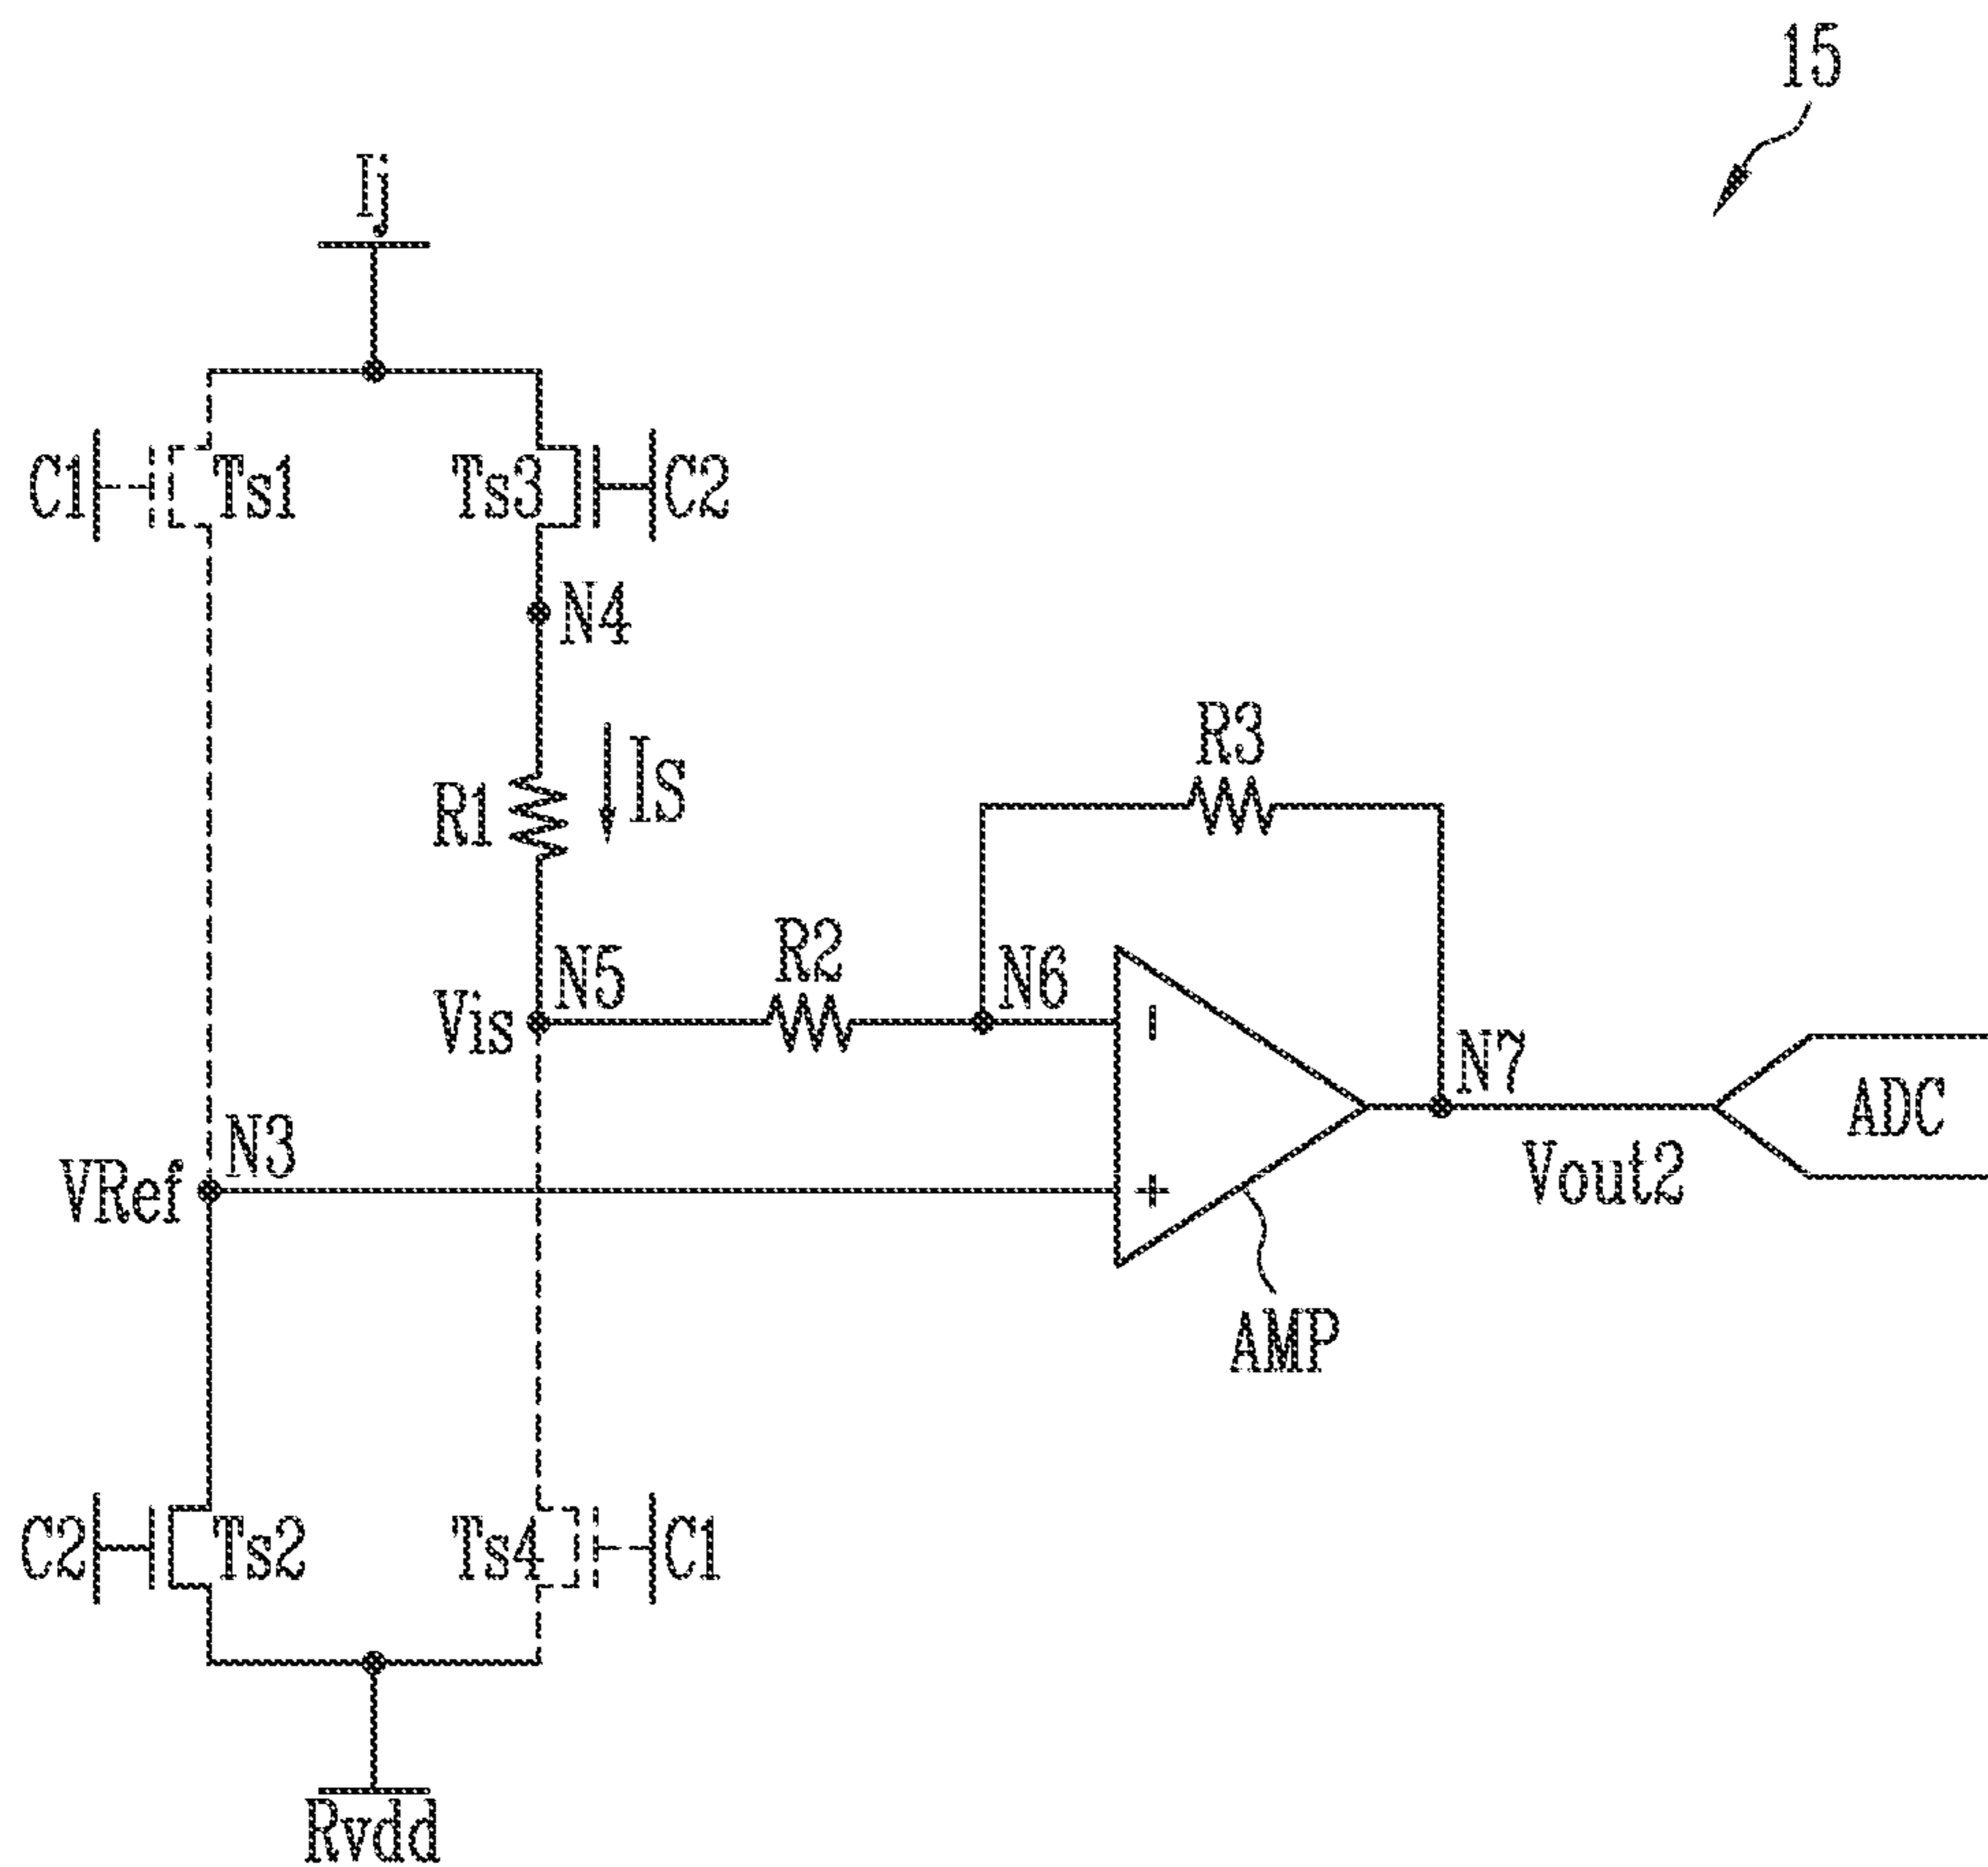 15
Ij
C1
Ts1
Ts3
C2
N4
R1
IS
R3
R2
N5
N6
Vis
N7
ADC
N3
VRef
Vout2
AMP
C2
Ts2
Ts4
C1
Rvdd